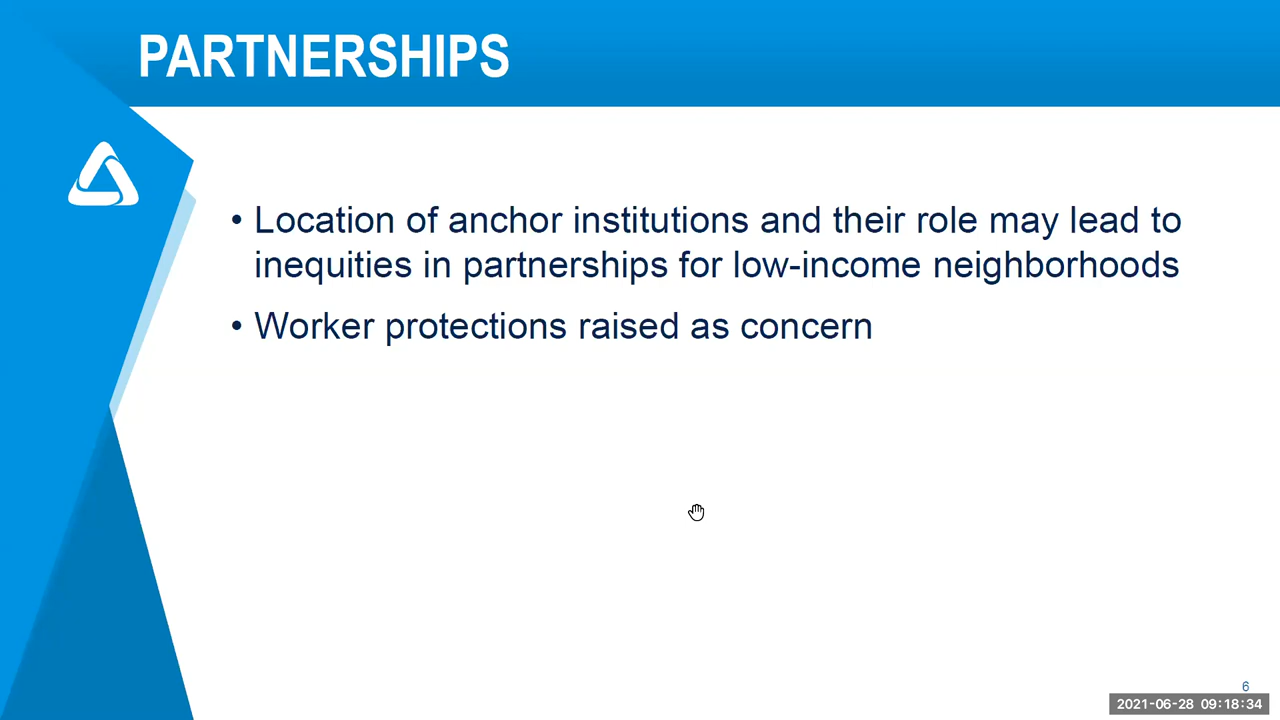 PARTNERSHIPS
• Location of anchor institutions and their role may lead to
inequities in partnerships for low-income neighborhoods
• Worker protections raised as concern
6
2021-06-28 09:18:34